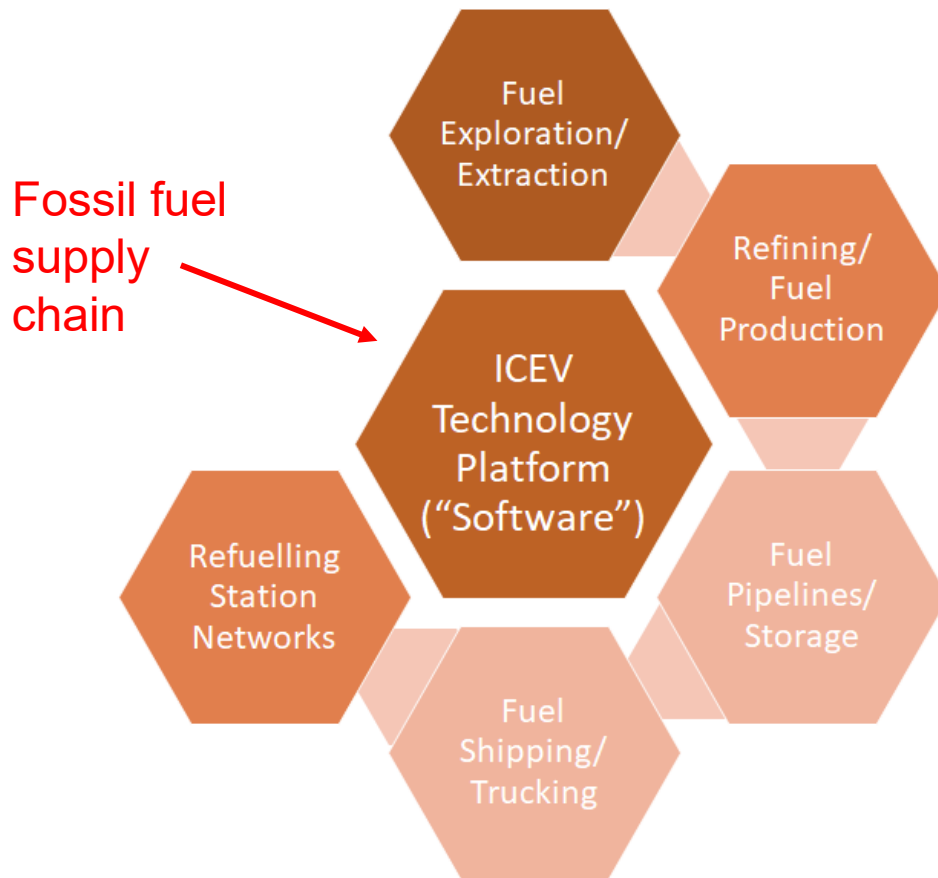 Fossil fuel
supply
chain
Fuel
Exploration/
Extraction
Refining/
Fuel
Production
ICEV
Technology
Platform
(“Software”)
Fuel
Pipelines/
Storage
Fuel
Shipping/
Trucking
Refuelling
Station
Networks